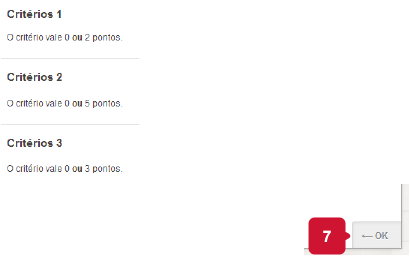 Critérios 1
O critério vale 0 ou 2 pontos.
Critérios 2
O critério vale 0 ou 5 pontos.
Critérios 3
O critério vale 0 ou 3 pontos.
7
← OK